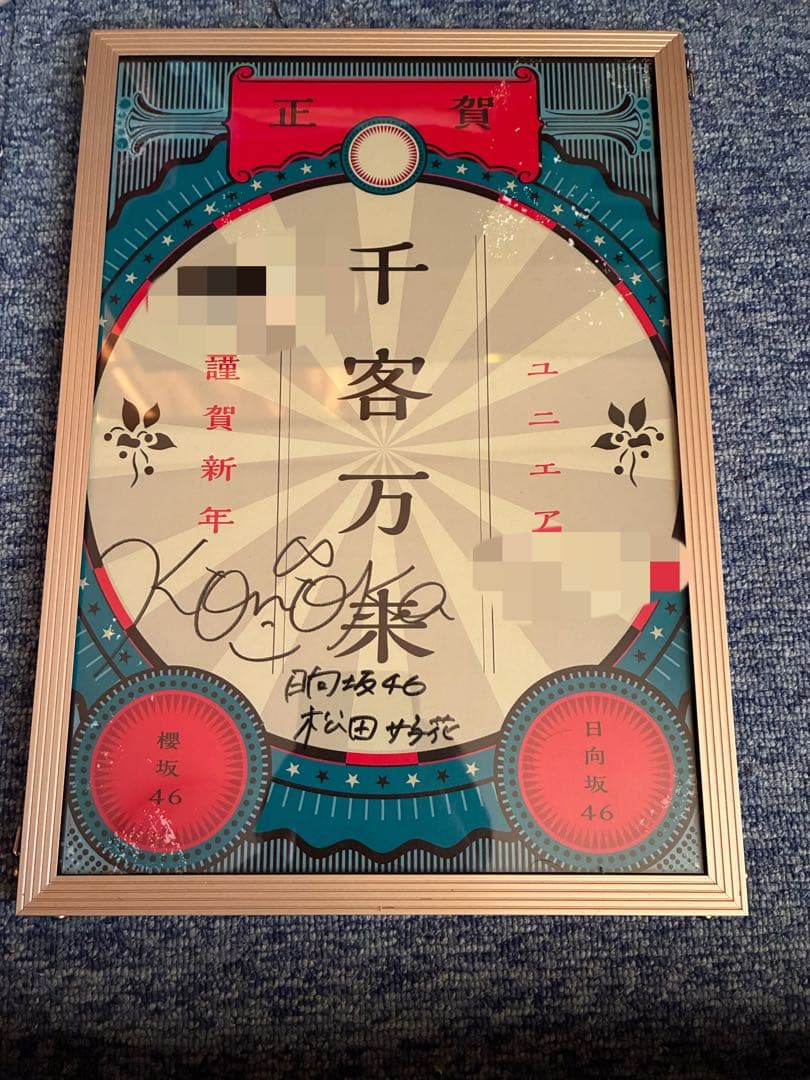 正賀
千客万来
ユニエア
謹賀新年
Konoka
日向坂46
松田好花
櫻坂46
日向坂46